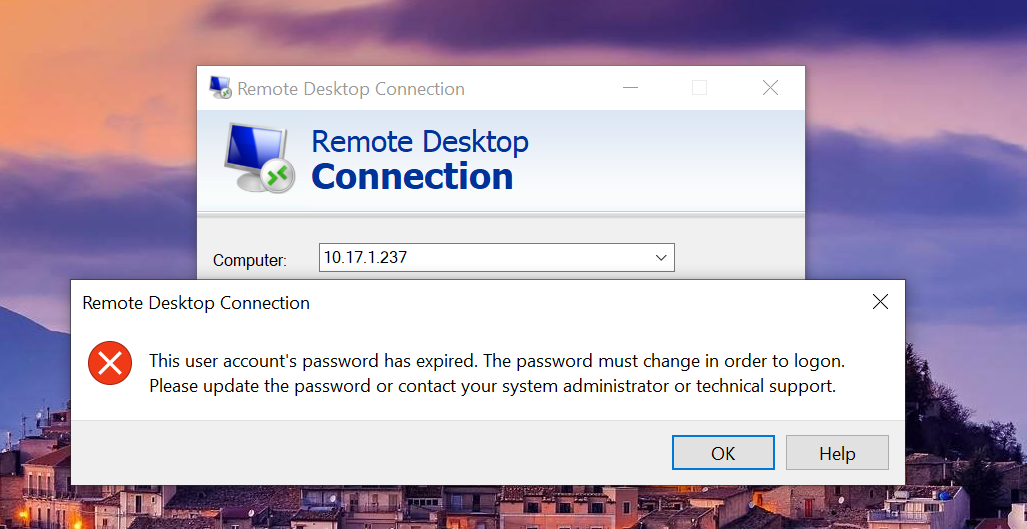 Remote Desktop Connection
Remote Desktop
Connection
Computer:
10.17.1.237
Remote Desktop Connection
This user account's password has expired. The password must change in order to logon.
Please update the password or contact your system administrator or technical support.
OK
Help